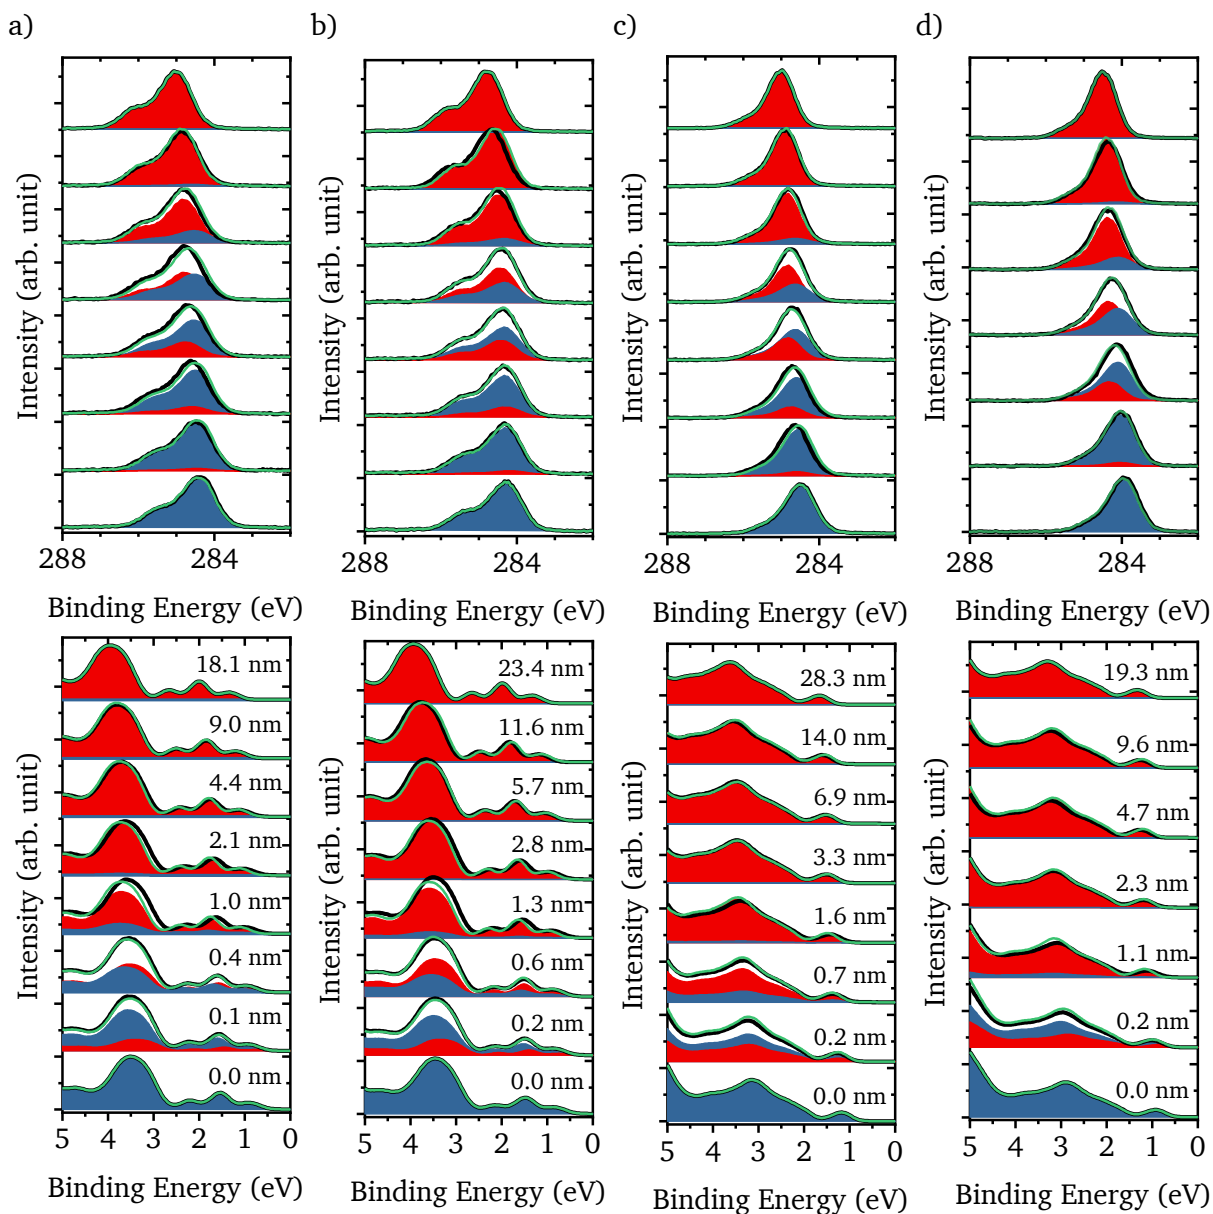 a) b) c) d)
Intensity (arb. unit) Intensity (arb. unit) Intensity (arb. unit) Intensity (arb. unit)
288 284 288 284 288 284 288 284
Binding Energy (eV) Binding Energy (eV) Binding Energy (eV) Binding Energy (eV)
Intensity (arb. unit) Intensity (arb. unit) Intensity (arb. unit) Intensity (arb. unit)
18.1 nm 23.4 nm 28.3 nm 19.3 nm
9.0 nm 11.6 nm 14.0 nm 9.6 nm
4.4 nm 5.7 nm 6.9 nm 4.7 nm
2.1 nm 2.8 nm 3.3 nm 2.3 nm
1.0 nm 1.3 nm 1.6 nm 1.1 nm
0.4 nm 0.6 nm 0.7 nm 0.2 nm
0.1 nm 0.2 nm 0.2 nm 0.0 nm
0.0 nm 0.0 nm 0.0 nm
5 4 3 2 1 0 5 4 3 2 1 0 5 4 3 2 1 0 5 4 3 2 1 0
Binding Energy (eV) Binding Energy (eV) Binding Energy (eV) Binding Energy (eV)